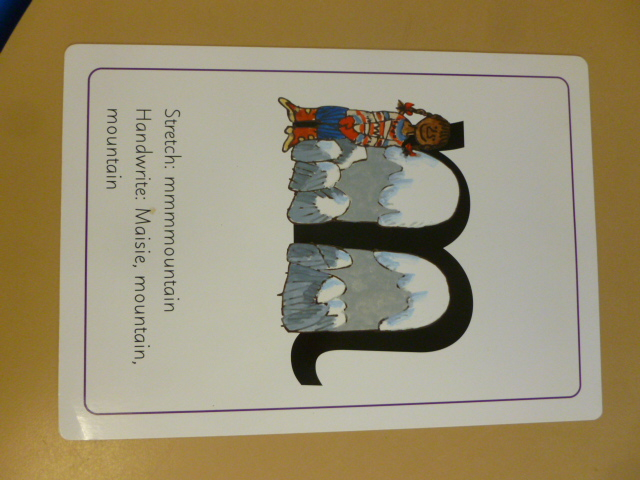 m
Stretch: mmmmountain
Handwrite: Maisie, mountain,
mountain